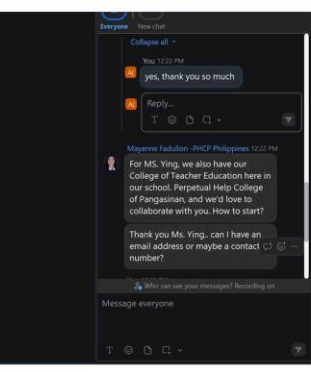 Everyone New chat
Collapse all
You 12:22 PM
yes, thank you so much
Reply...
Mayenne Fadullon -PHCP Philippines 12:22 PM
For MS. Ying, we also have our
College of Teacher Education here in
our school. Perpetual Help College
of Pangasinan, and we'd love to
collaborate with you. How to start?
Thank you Ms. Ying.. can I have an
email address or maybe a contact
number?
Who can see your messages? Recording on
Message everyone